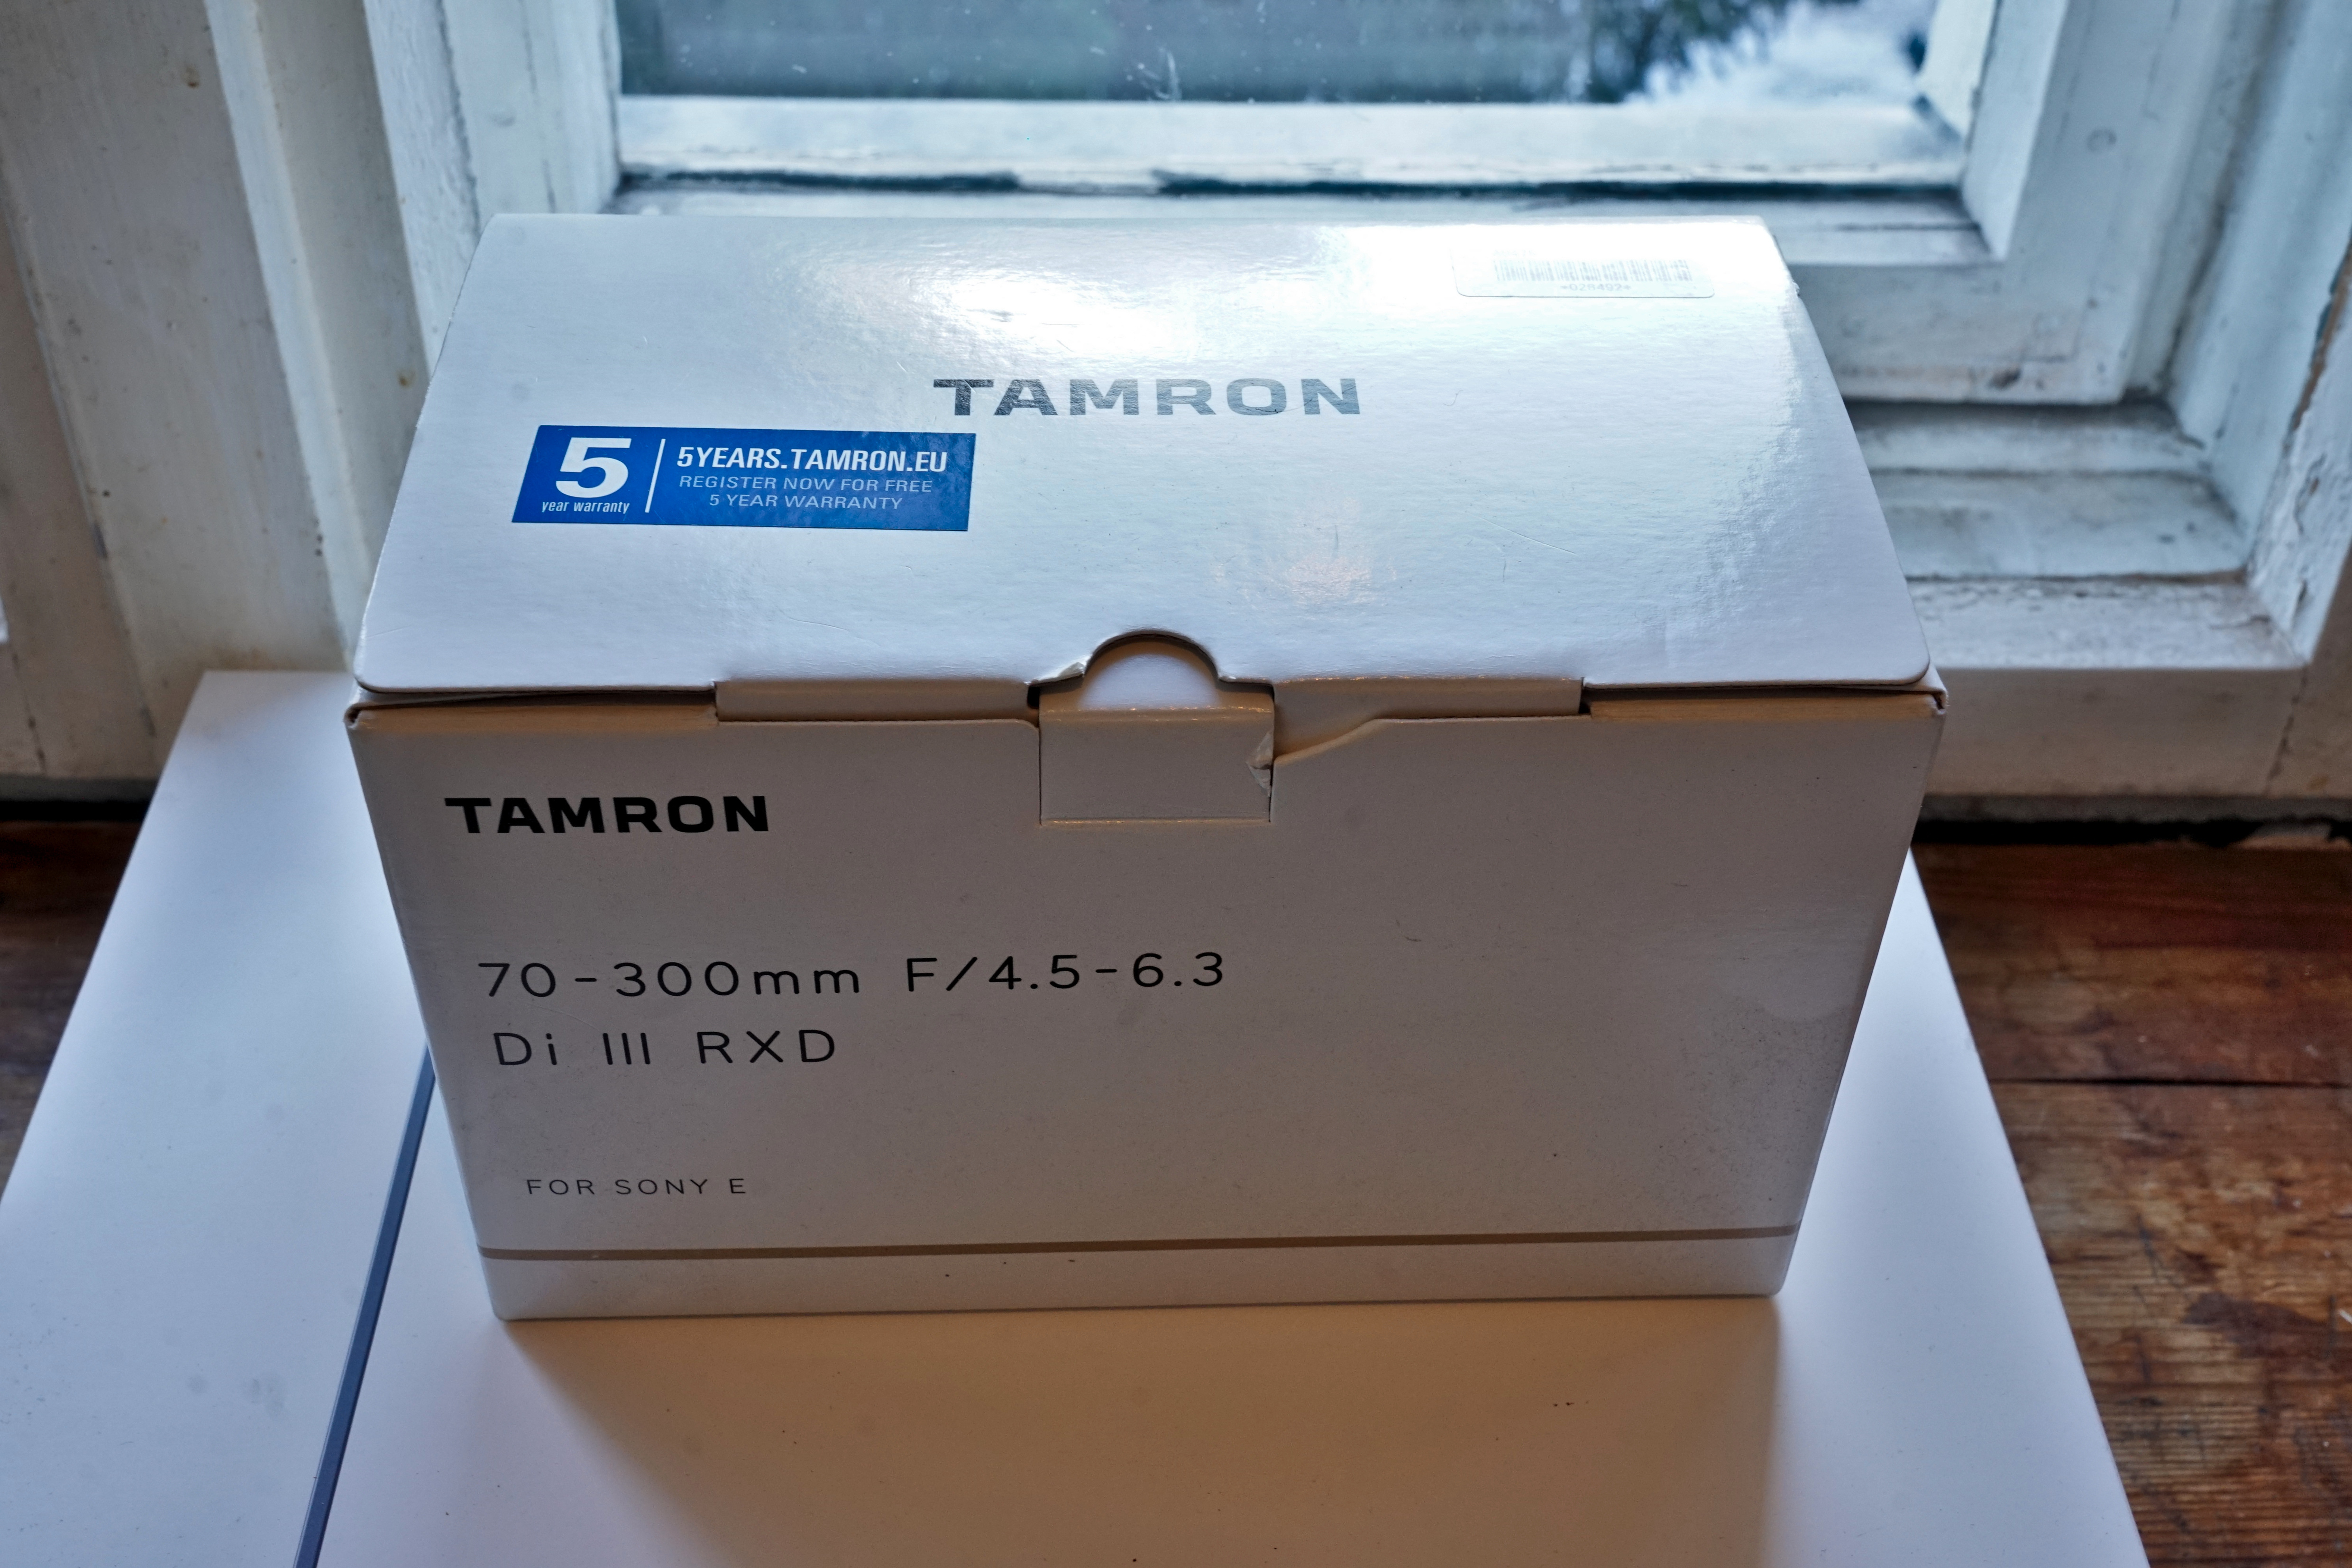 TAMRON
5
year warranty
5YEARS.TAMRON.EU
REGISTER NOW FOR FREE
5 YEAR WARRANTY
TAMRON
70-300mm F/4.5-6.3
Di III RXD
FOR SONY E